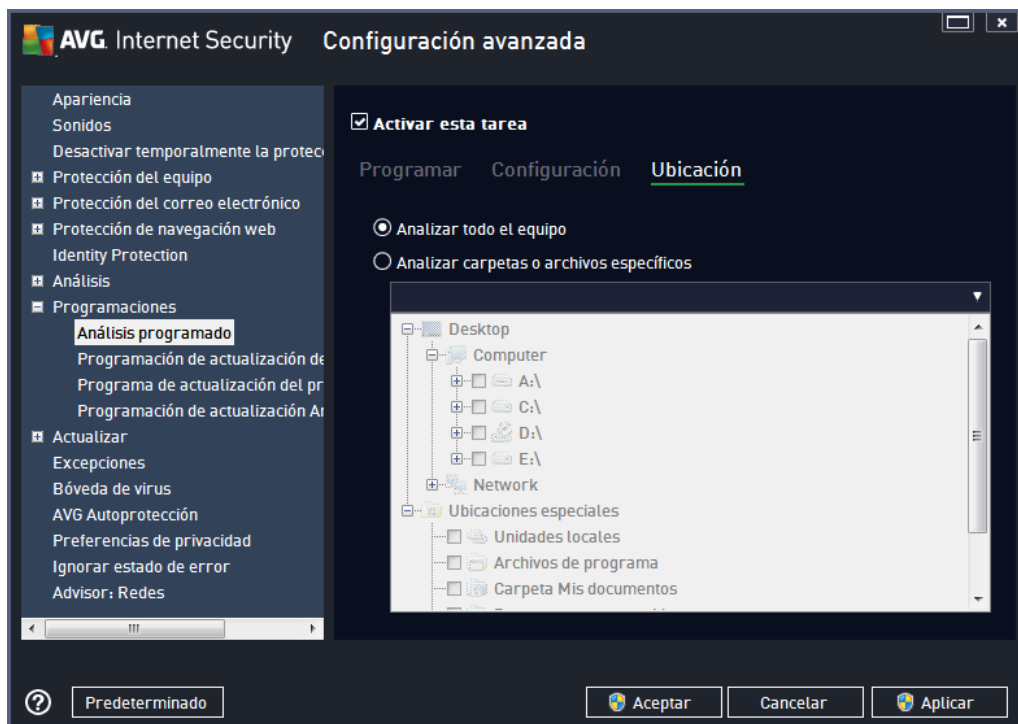 AVG. Internet Security Configuración avanzada
Apariencia
Sonidos
Desactivar temporalmente la protec
Protección del equipo
Protección del correo electrónico
Protección de navegación web
Identity Protection
Análisis
Programaciones
Análisis programado
Programación de actualización de
Programa de actualización del pr
Programación de actualización
Actualizar
Excepciones
Bóveda de virus
AVG Autoprotección
Preferencias de privacidad
Ignorar estado de error
Advisor: Redes
Activar esta tarea
Programar Configuración Ubicación
Analizar todo el equipo
Analizar carpetas o archivos específicos
Desktop
Computer
A:\
C:\
D:\
E:\
Network
Ubicaciones especiales
Unidades locales
Archivos de programa
Carpeta Mis documentos
Predeterminado Aceptar Cancelar Aplicar